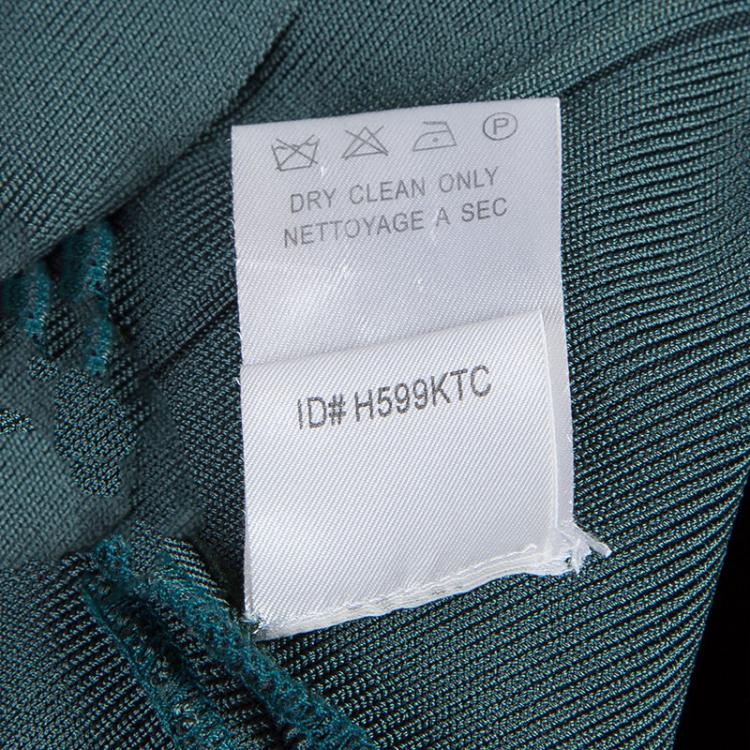 P
DRY CLEAN ONLY
NETTOYAGE A SEC
ID# H599KTC